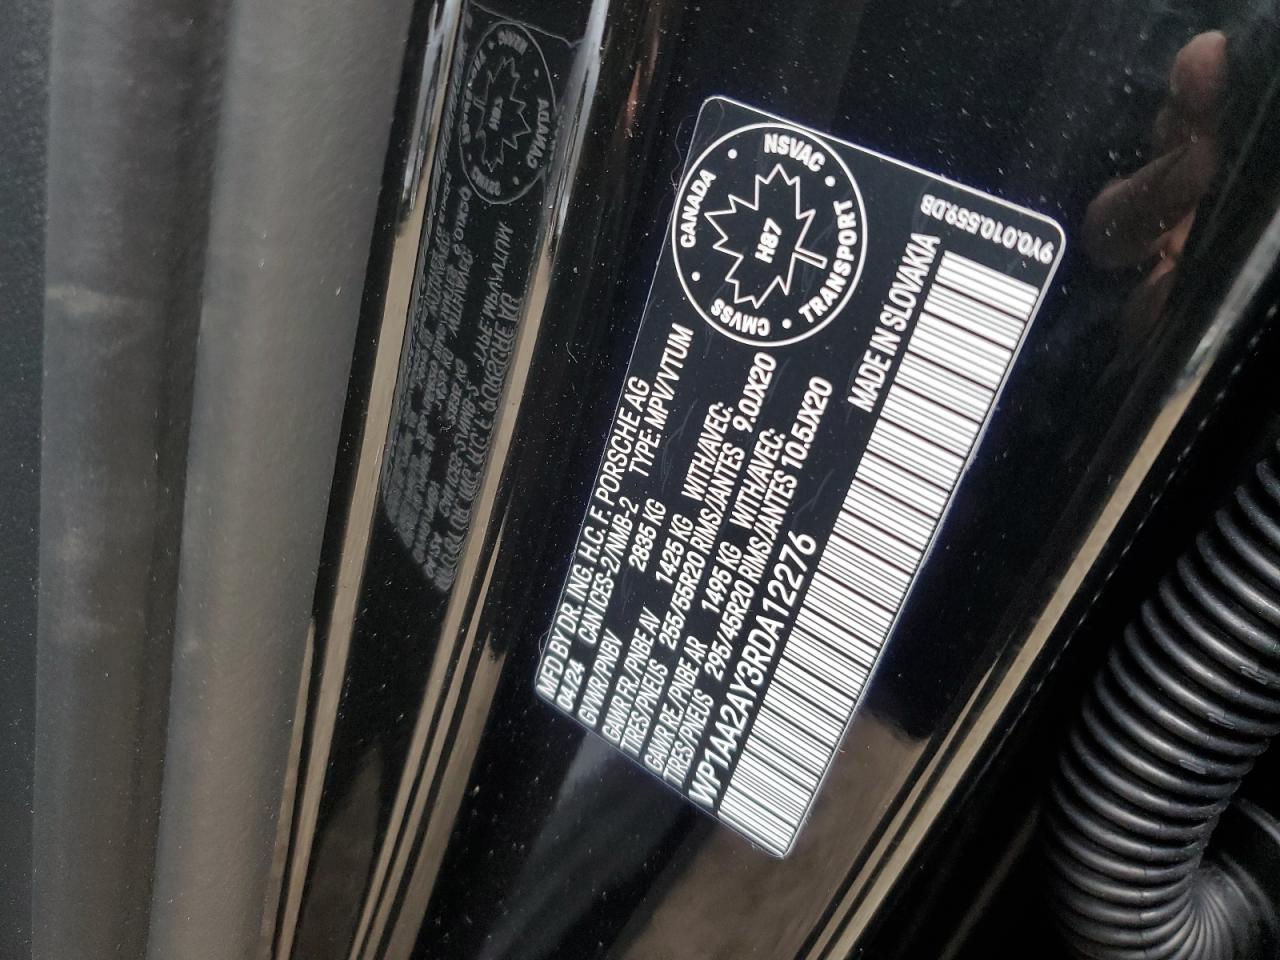 MFD BY DR. ING. H.C. F. PORSCHE AG
04/24 CAN ICES-2/NMB-2 TYPE: MPV/VTUM
GVWR/PNBV 2835 KG
GAWR FR./PNBE AV 1425 KG WITH/AVEC:
TIRES/PNEUS 255/55R20 RIMS/JANTES 9.0JX20
GAWR RE./PNBE AR 1495 KG WITH/AVEC:
TIRES/PNEUS 295/45R20 RIMS/JANTES 10.5JX20
WP1AA2AY3RDA12276
MADE IN SLOVAKIA
CANADA • NSVAC • TRANSPORT • CMVSS •
H87
9Y0.010.559.DB